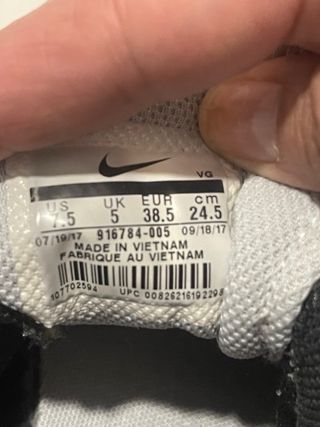 VG
US UK EUR cm
7.5 5 38.5 24.5
07/19/17 916784-005 09/18/17
MADE IN VIETNAM
FABRIQUE AU VIETNAM
107702594 UPC 00826216192298